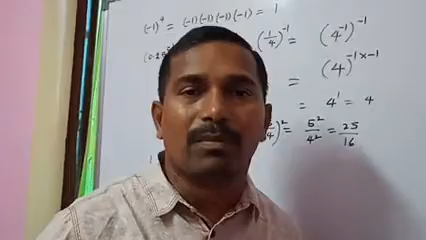 (-1)⁴ = (-1)(-1)(-1)(-1) = 1
(1/4)⁻¹ = (4⁻¹)⁻¹
= (4)⁻¹ˣ⁻¹
= 4¹ = 4
)² = 5²/4² = 25/16